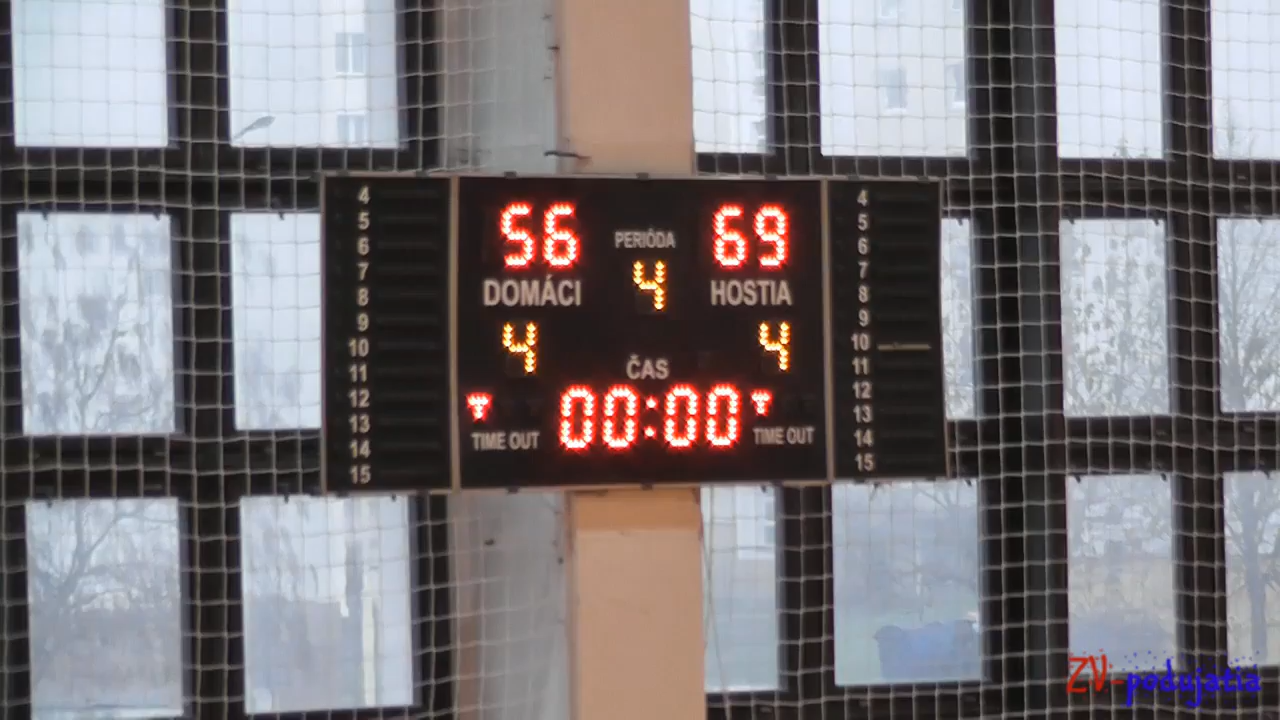 4 4
5 56 69 5
6 PERIÓDA 6
7 4 7
8 DOMÁCI HOSTIA 8
9 9
10 4 4 10
11 ČAS 11
12 12
13 00:00 13
14 TIME OUT TIME OUT 14
15 15
ZV-podujatia